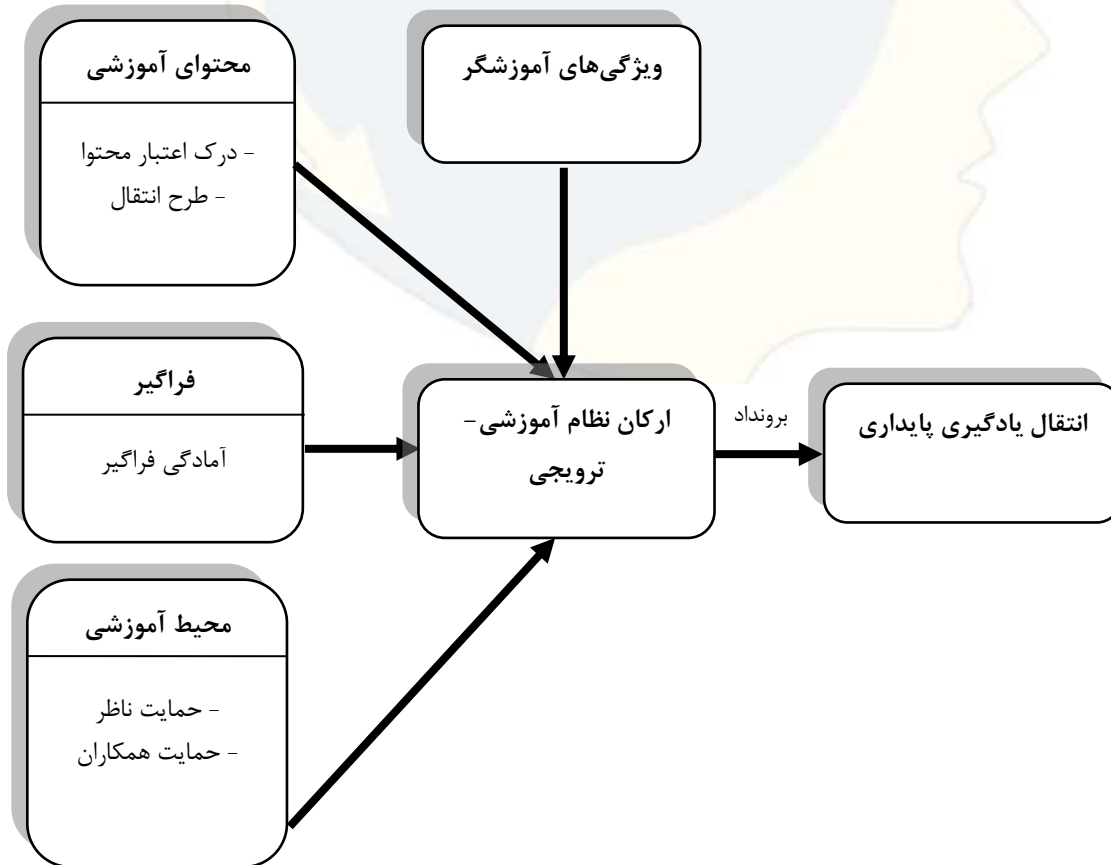 محتوای آموزشی
- درک اعتبار محتوا
- طرح انتقال
ویژگی‌های آموزشگر
فراگیر
آمادگی فراگیر
ارکان نظام آموزشی-
ترویجی
برونداد
انتقال یادگیری پایداری
محیط آموزشی
- حمایت ناظر
- حمایت همکاران